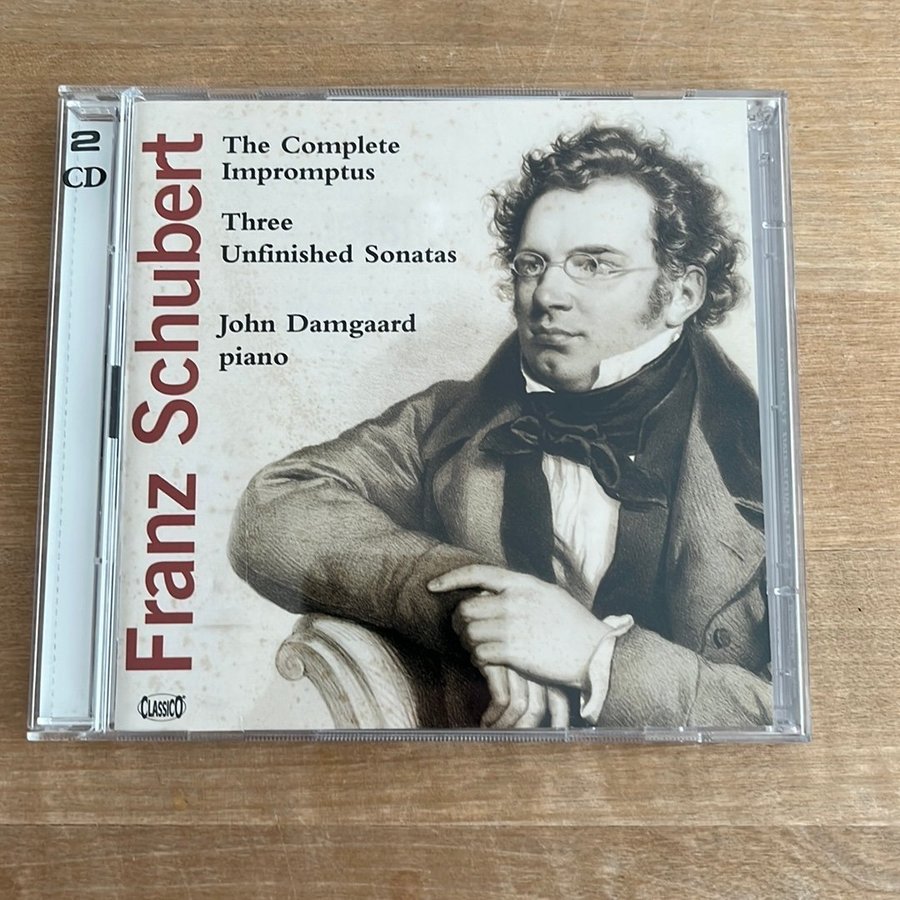 2
CD
Franz Schubert
The Complete
Impromptus
Three
Unfinished Sonatas
John Damgaard
piano
CLASSICO